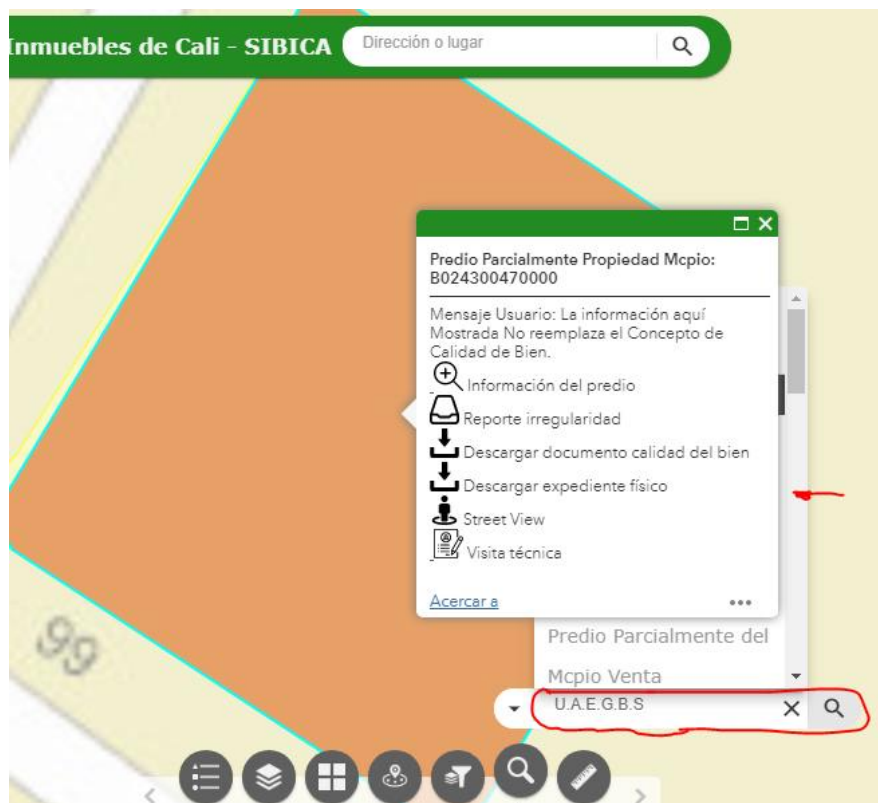 Inmuebles de Cali - SIBICA
Dirección o lugar
Predio Parcialmente Propiedad Mcpio:
B024300470000
Mensaje Usuario: La información aquí
Mostrada No reemplaza el Concepto de
Calidad de Bien.
Información del predio
Reporte irregularidad
Descargar documento calidad del bien
Descargar expediente físico
Street View
Visita técnica
Acercar a
Predio Parcialmente del
Mcpio Venta
U.A.E.G.B.S
99